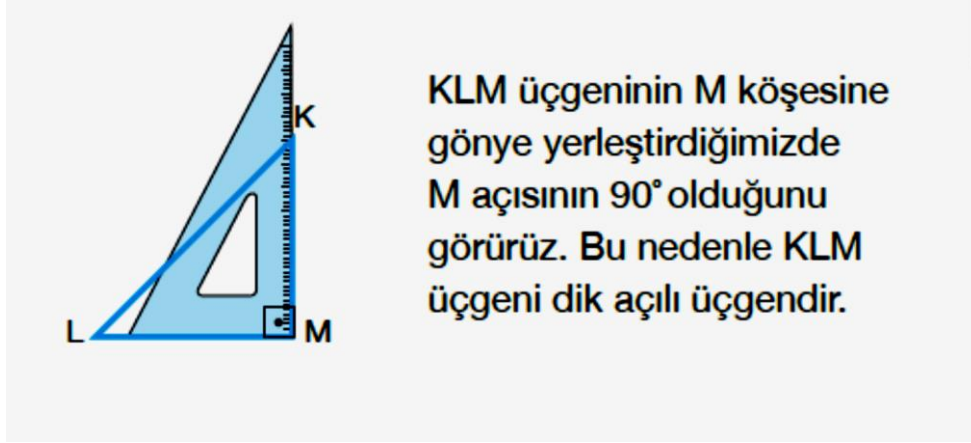 K
KLM üçgeninin M köşesine
gönye yerleştirdiğimizde
M açısının 90° olduğunu
görürüz. Bu nedenle KLM
üçgeni dik açılı üçgendir.
L
M